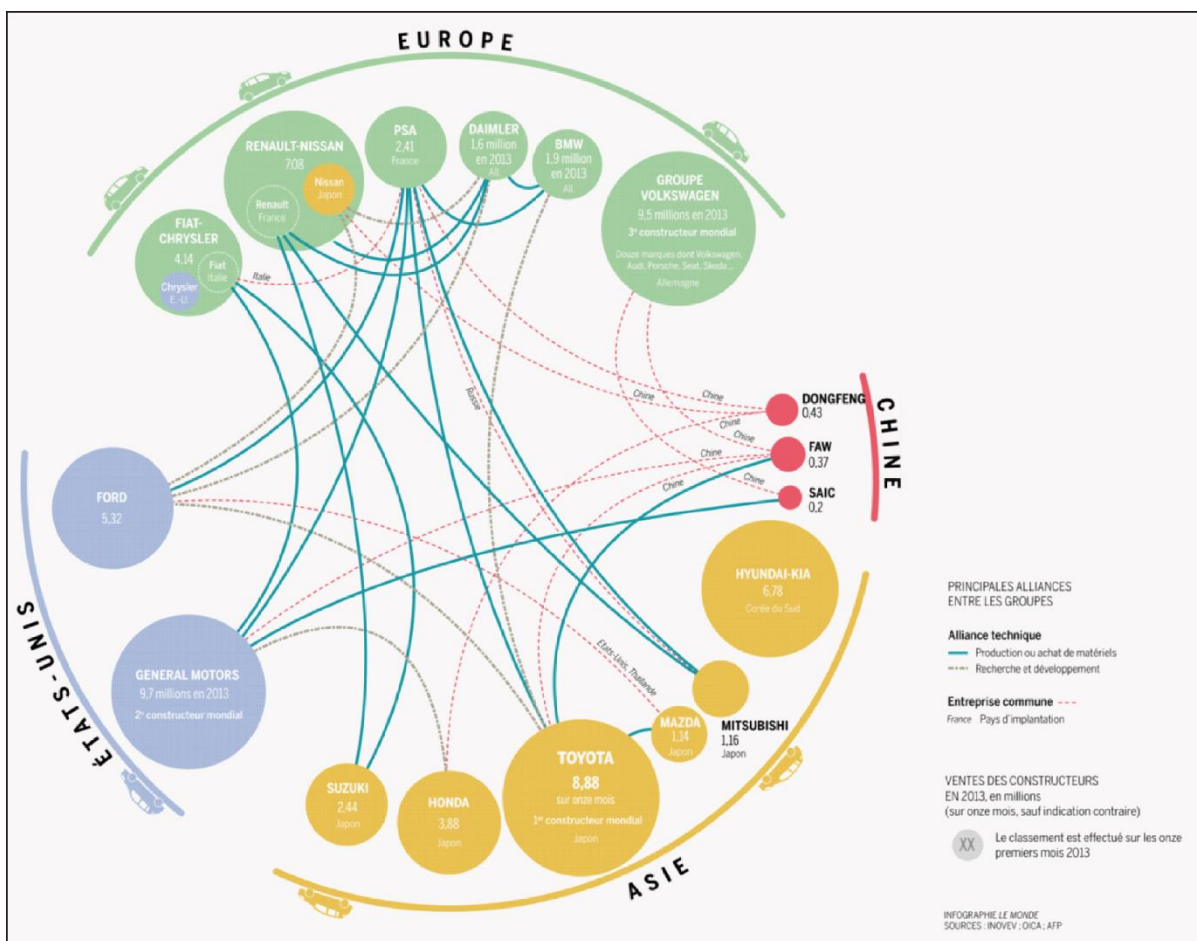 EUROPE
RENAULT-NISSAN
7,08
Nissan
Japon
Renault
France
PSA
2,41
France
DAIMLER
1,6 million
en 2013
All.
BMW
1,9 million
en 2013
All.
GROUPE
VOLKSWAGEN
9,5 millions en 2013
3e constructeur mondial
Douze marques dont Volkswagen,
Audi, Porsche, Seat, Skoda...
Allemagne
FIAT-
CHRYSLER
4,14
Fiat
Italie
Chrysler
É.-U.
Italie
Russie
Chine
Chine
Chine
Chine
Chine
Chine
Chine
CHINE
DONGFENG
0,43
FAW
0,37
SAIC
0,2
ÉTATS-UNIS
FORD
5,32
GENERAL MOTORS
9,7 millions en 2013
2e constructeur mondial
États-Unis, Thaïlande
HYUNDAI-KIA
6,78
Corée du Sud
MITSUBISHI
1,16
Japon
MAZDA
1,14
Japon
TOYOTA
8,88
sur onze mois
1er constructeur mondial
Japon
HONDA
3,88
Japon
SUZUKI
2,44
Japon
ASIE
PRINCIPALES ALLIANCES
ENTRE LES GROUPES
Alliance technique
Production ou achat de matériels
Recherche et développement
Entreprise commune
France Pays d'implantation
VENTES DES CONSTRUCTEURS
EN 2013, en millions
(sur onze mois, sauf indication contraire)
XX
Le classement est effectué sur les onze
premiers mois 2013
INFOGRAPHIE LE MONDE
SOURCES : INOVEV ; OICA ; AFP